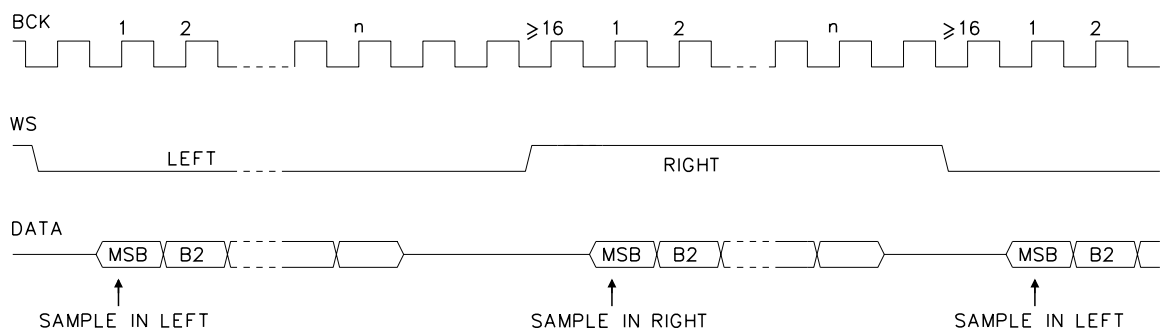 BCK
1 2 n ⩾16 1 2 n ⩾16 1 2
WS
LEFT RIGHT
DATA
MSB B2 MSB B2 MSB B2
SAMPLE IN LEFT SAMPLE IN RIGHT SAMPLE IN LEFT